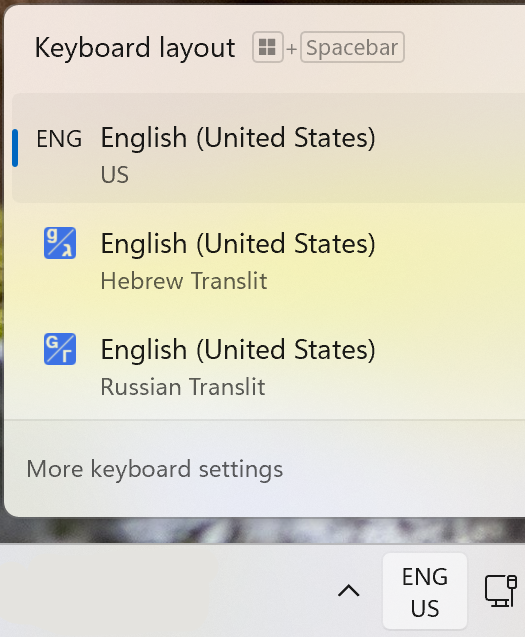 Keyboard layout + Spacebar
ENG English (United States)
US
g/ג English (United States)
Hebrew Translit
G/Г English (United States)
Russian Translit
More keyboard settings
ENG
US